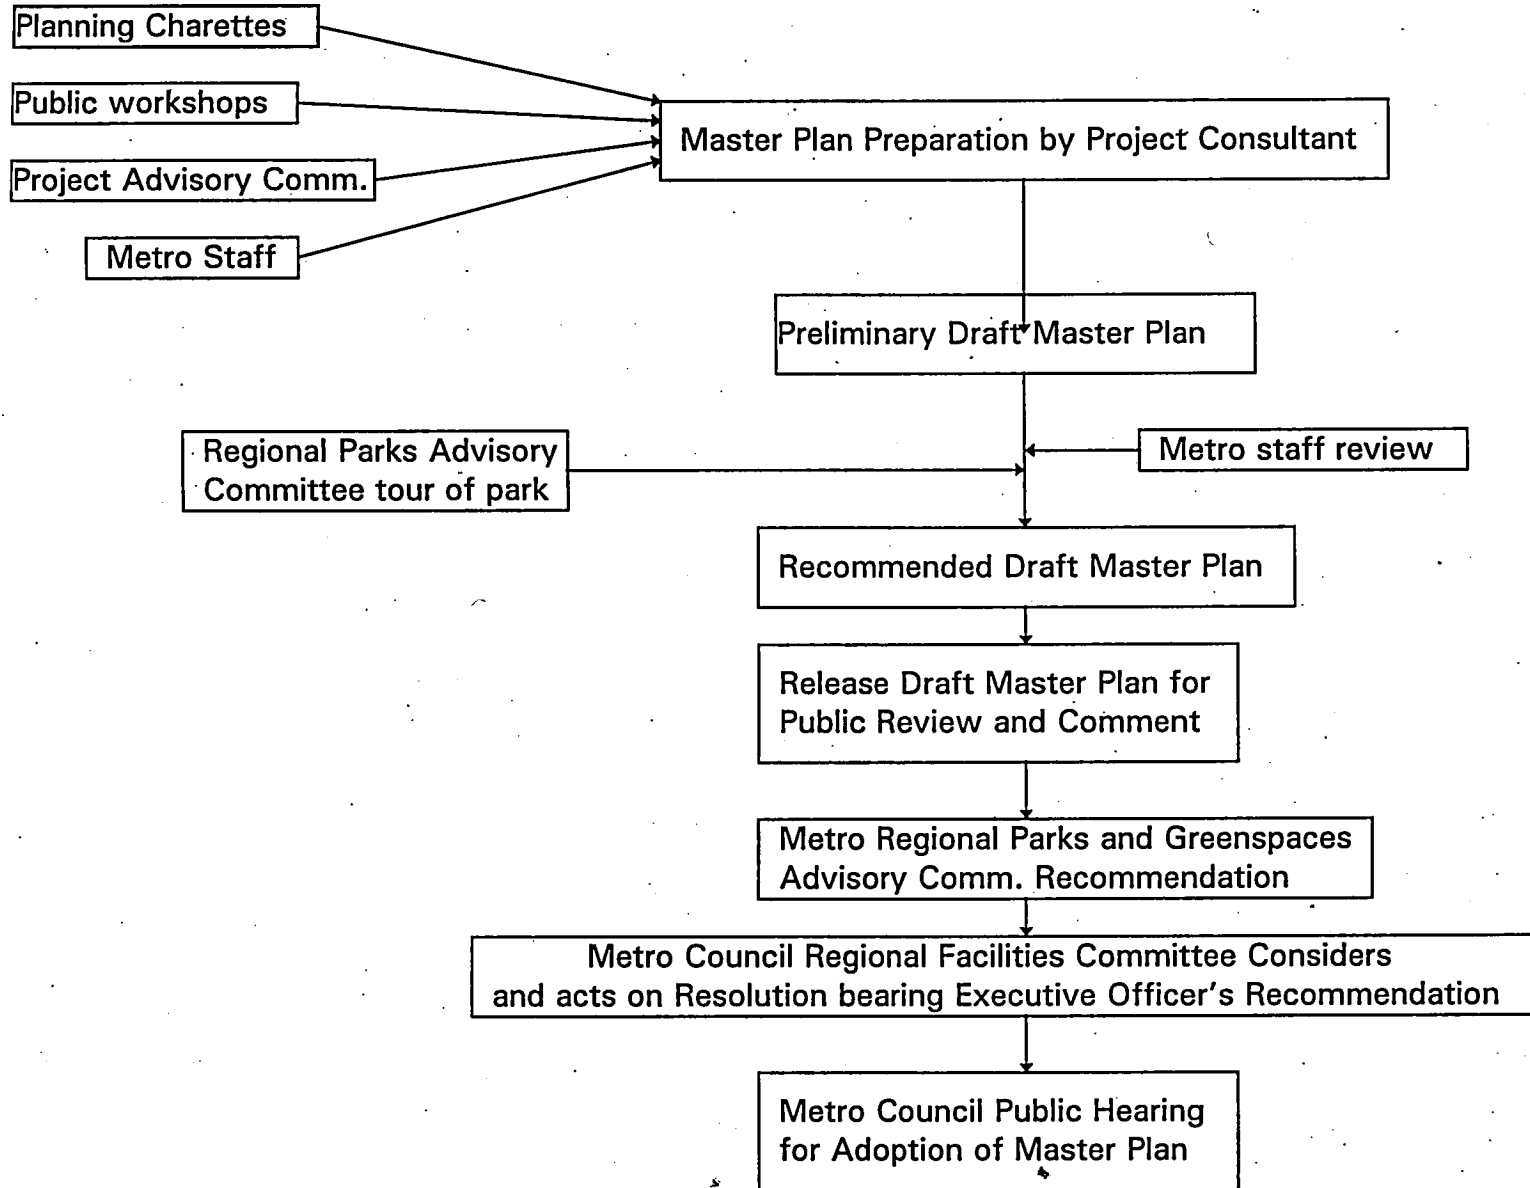 Planning Charettes
Public workshops
Project Advisory Comm.
Metro Staff
Master Plan Preparation by Project Consultant
Preliminary Draft Master Plan
Regional Parks Advisory
Committee tour of park
Metro staff review
Recommended Draft Master Plan
Release Draft Master Plan for
Public Review and Comment
Metro Regional Parks and Greenspaces
Advisory Comm. Recommendation
Metro Council Regional Facilities Committee Considers
and acts on Resolution bearing Executive Officer's Recommendation
Metro Council Public Hearing
for Adoption of Master Plan